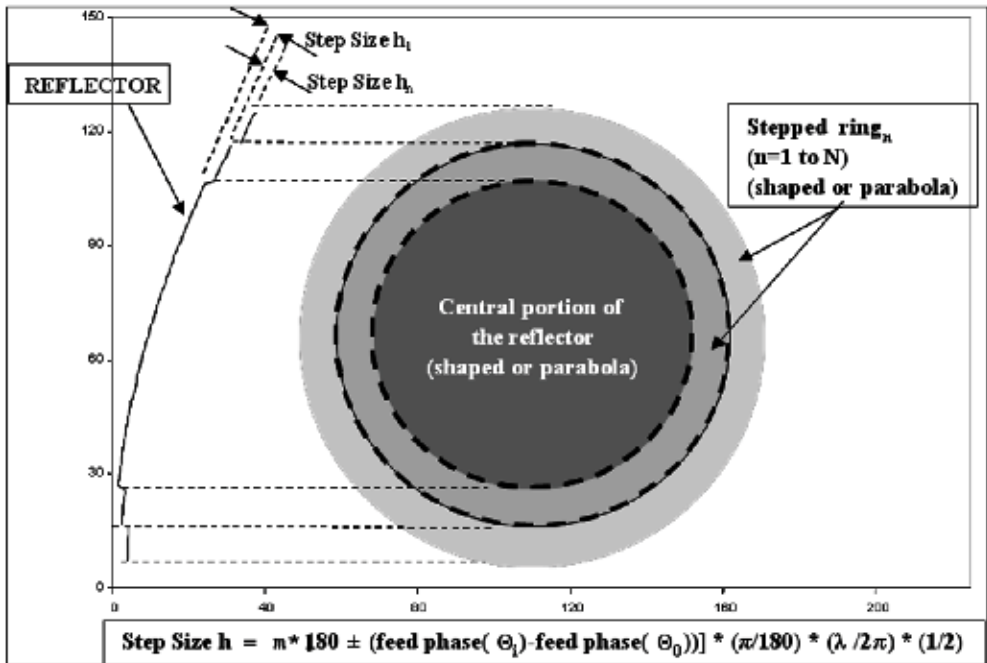 150
Step Size h₁
Step Size hₙ
REFLECTOR
120
Stepped ringₙ
(n=1 to N)
(shaped or parabola)
90
Central portion of
the reflector
(shaped or parabola)
60
30
0
0
40
80
120
160
200
Step Size h = m* 180 ± (feed phase( Θᵢ)-feed phase( Θ₀))] * (π/180) * (λ /2π) * (1/2)